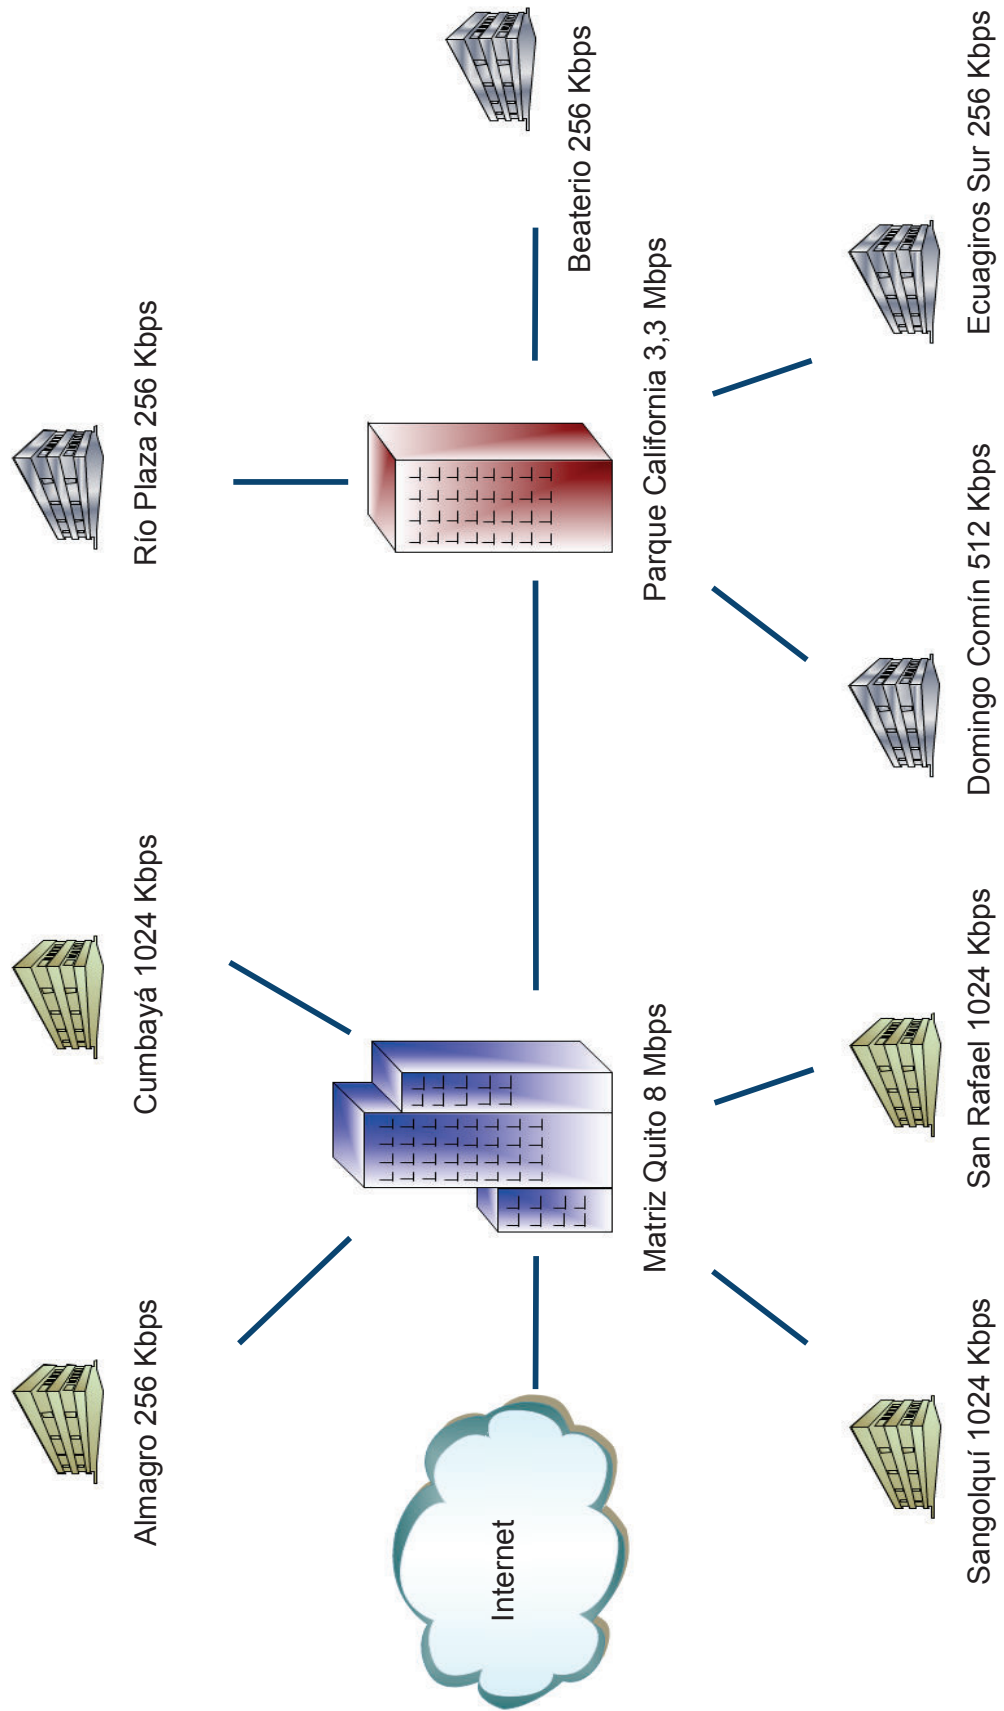 Almagro 256 Kbps
Cumbayá 1024 Kbps
Río Plaza 256 Kbps
Internet
Matriz Quito 8 Mbps
Parque California 3,3 Mbps
Beaterio 256 Kbps
Sangolquí 1024 Kbps
San Rafael 1024 Kbps
Domingo Comín 512 Kbps
Ecuagiros Sur 256 Kbps